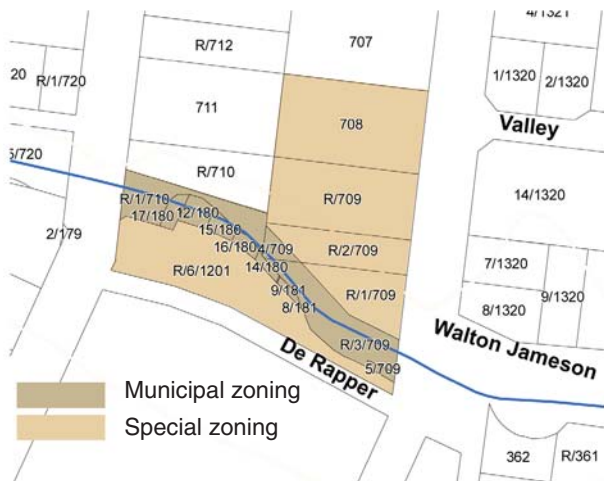 4/1321
R/712
707
20
R/1/720
1/1320
2/1320
711
708
Valley
5/720
R/710
R/709
14/1320
R/1/710
12/180
17/180
15/180
2/179
16/180
4/709
R/2/709
14/180
7/1320
R/6/1201
9/181
R/1/709
9/1320
8/181
8/1320
Walton Jameson
R/3/709
De Rapper
5/709
Municipal zoning
Special zoning
362
R/361